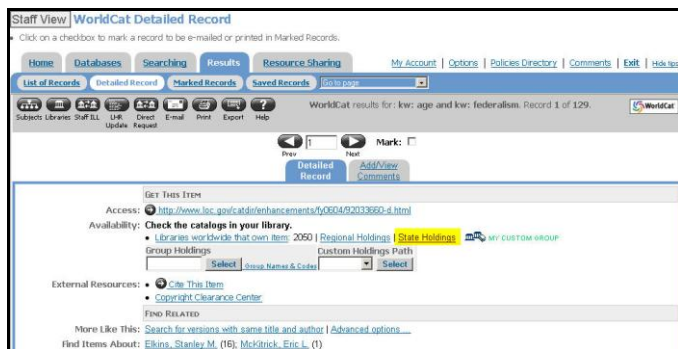 Staff View WorldCat Detailed Record
• Click on a checkbox to mark a record to be e-mailed or printed in Marked Records.
Home Databases Searching Results Resource Sharing My Account | Options | Policies Directory | Comments | Exit | Hide tips
List of Records Detailed Record Marked Records Saved Records Go to page
Subjects Libraries Staff ILL LHR Update Direct Request E-mail Print Export Help
WorldCat results for: kw: age and kw: federalism. Record 1 of 129.
WorldCat
Prev 1 Next Mark:
Detailed Record Add/View Comments
GET THIS ITEM
Access: http://www.loc.gov/catdir/enhancements/fy0604/92033660-d.html
Availability: Check the catalogs in your library.
• Libraries worldwide that own item: 2050 | Regional Holdings | State Holdings MY CUSTOM GROUP
Group Holdings Custom Holdings Path
Select Group Names & Codes Select
External Resources: • Cite This Item
• Copyright Clearance Center
FIND RELATED
More Like This: Search for versions with same title and author | Advanced options ...
Find Items About: Elkins, Stanley M. (16); McKitrick, Eric L. (1)